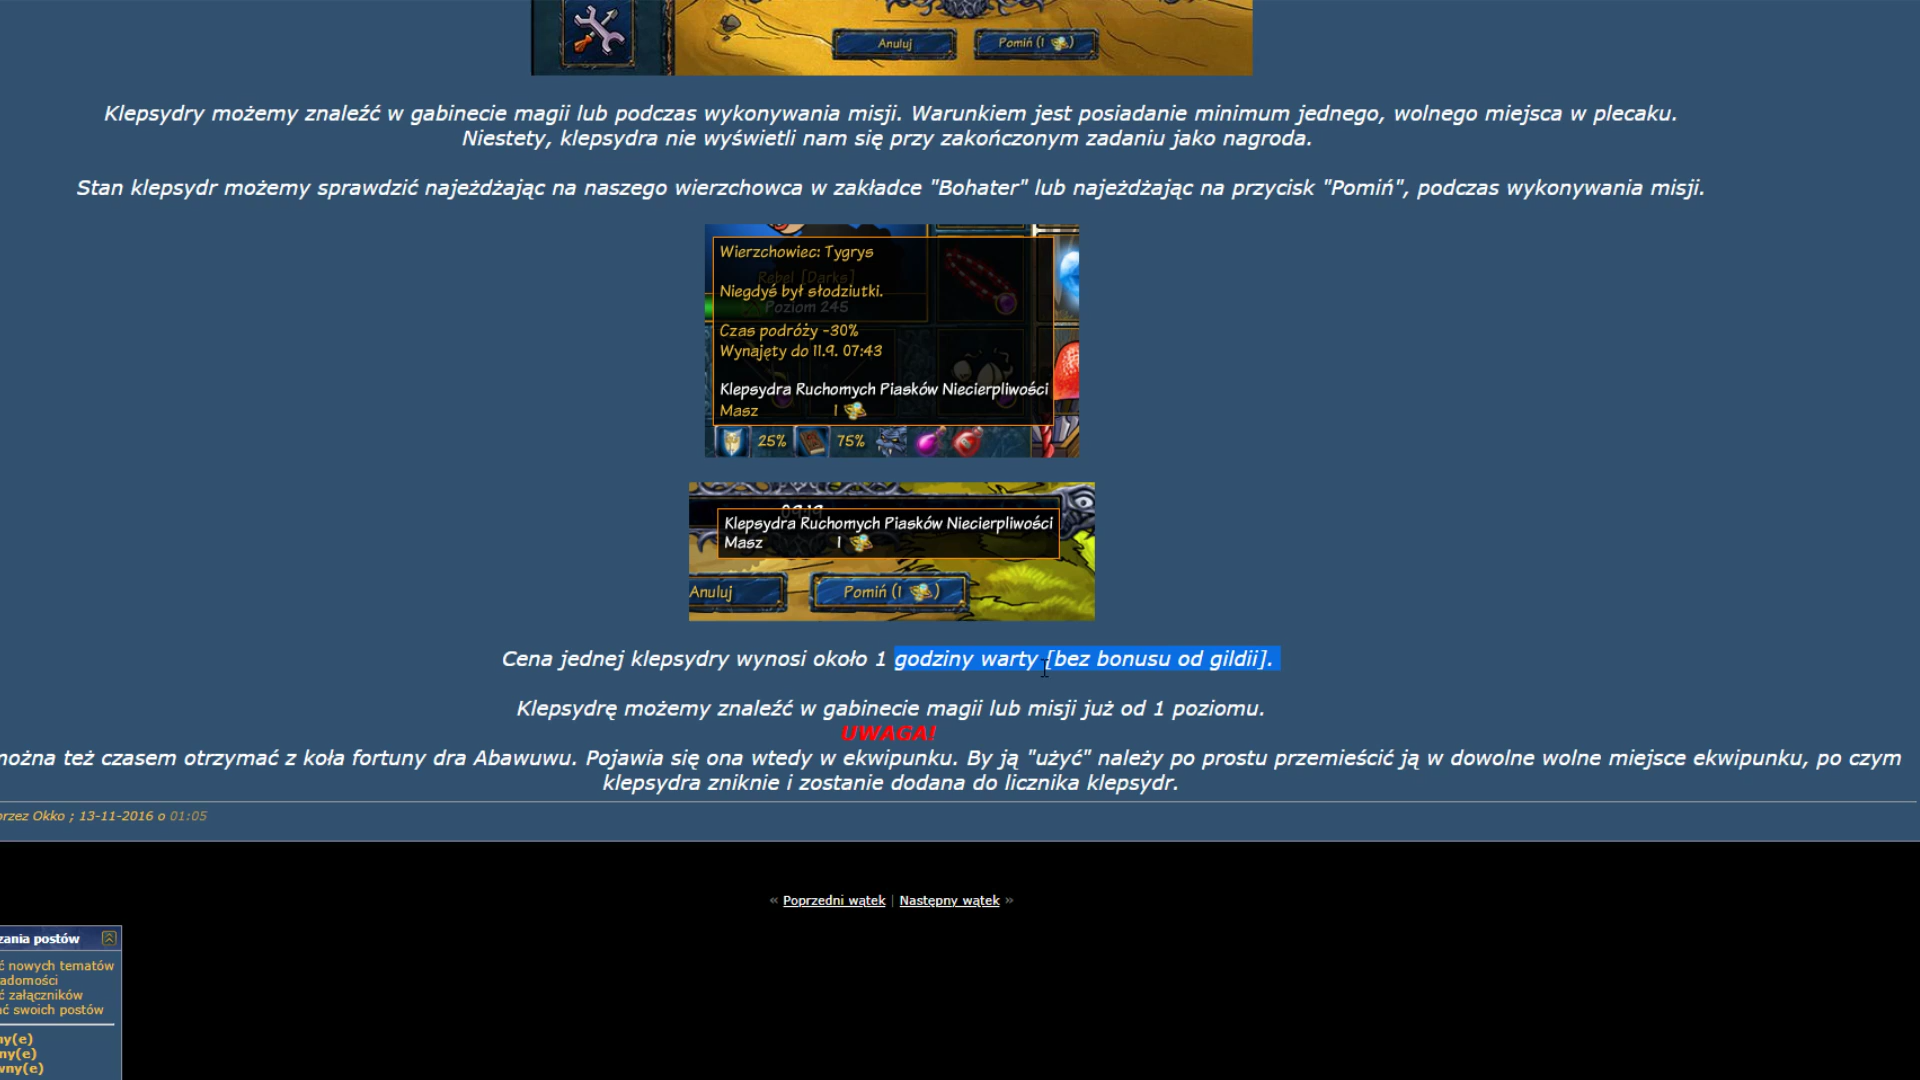 Anuluj Pomiń (1 )
Klepsydry możemy znaleźć w gabinecie magii lub podczas wykonywania misji. Warunkiem jest posiadanie minimum jednego, wolnego miejsca w plecaku.
Niestety, klepsydra nie wyświetli nam się przy zakończonym zadaniu jako nagroda.
Stan klepsydr możemy sprawdzić najeżdżając na naszego wierzchowca w zakładce "Bohater" lub najeżdżając na przycisk "Pomiń", podczas wykonywania misji.
Wierzchowiec: Tygrys
Rebel [Darks]
Niegdyś był słodziutki.
Poziom 245
Czas podróży -30%
Wynajęty do 11.9. 07:43
Klepsydra Ruchomych Piasków Niecierpliwości
Masz 1
25% 75%
Klepsydra Ruchomych Piasków Niecierpliwości
Masz 1
Anuluj Pomiń (1 )
Cena jednej klepsydry wynosi około 1 godziny warty [bez bonusu od gildii].
Klepsydrę możemy znaleźć w gabinecie magii lub misji już od 1 poziomu.
UWAGA!
można też czasem otrzymać z koła fortuny dra Abawuwu. Pojawia się ona wtedy w ekwipunku. By ją "użyć" należy po prostu przemieścić ją w dowolne wolne miejsce ekwipunku, po czym
klepsydra zniknie i zostanie dodana do licznika klepsydr.
przez Okko ; 13-11-2016 o 01:05
« Poprzedni wątek | Następny wątek »
zania postów
ć nowych tematów
adomości
ć załączników
ać swoich postów
ny(e)
ny(e)
wny(e)